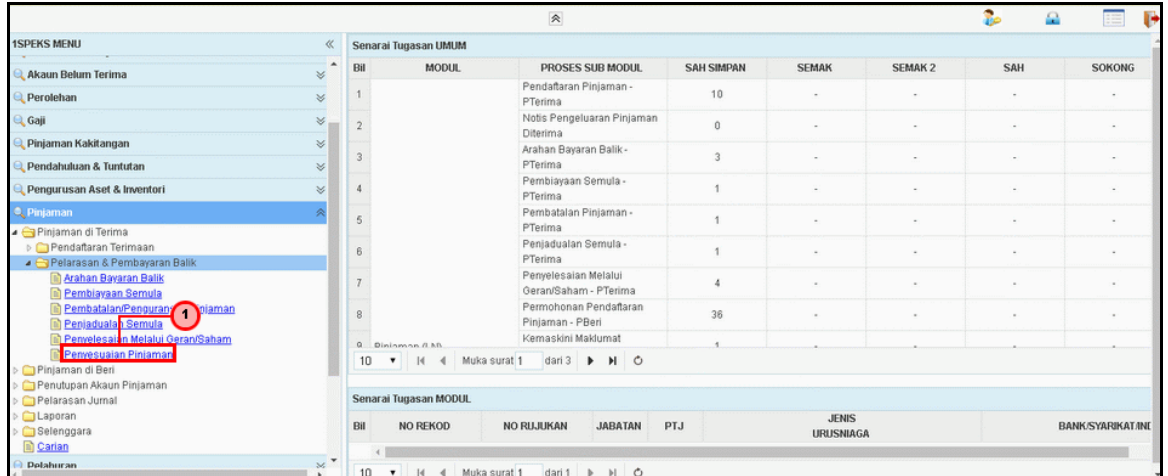 1SPEKS MENU
Akaun Belum Terima
Perolehan
Gaji
Pinjaman Kakitangan
Pendahuluan & Tuntutan
Pengurusan Aset & Inventori
Pinjaman
Pinjaman di Terima
Pendaftaran Terimaan
Pelarasan & Pembayaran Balik
Arahan Bayaran Balik
Pembiayaan Semula
1
Penjadualan Semula
Penyelesaian Melalui Geran/Saham
Penyesuaian Pinjaman
Pinjaman di Beri
Penutupan Akaun Pinjaman
Pelarasan Jurnal
Laporan
Selenggara
Carian
Pelaburan
Senarai Tugasan UMUM
Bil MODUL PROSES SUB MODUL SAH SIMPAN SEMAK SEMAK 2 SAH SOKONG
1 Pendaftaran Pinjaman - 10 - - - -
PTerima
2 Notis Pengeluaran Pinjaman 0 - - - -
Diterima
3 Arahan Bayaran Balik - 3 - - - -
PTerima
4 Pembiayaan Semula - 1 - - - -
PTerima
5 Pembatalan Pinjaman - 1 - - - -
PTerima
6 Penjadualan Semula - 1 - - - -
PTerima
7 Penyelesaian Melalui 4 - - - -
Geran/Saham - PTerima
8 Permohonan Pendaftaran 36 - - - -
Pinjaman - PBeri
9 Pinjaman (LN) Kemaskini Maklumat 1 - - - -
10 Muka surat 1 dari 3
Senarai Tugasan MODUL
Bil NO REKOD NO RUJUKAN JABATAN PTJ JENIS
URUSNIAGA BANK/SYARIKAT/IND
10 Muka surat 1 dari 1